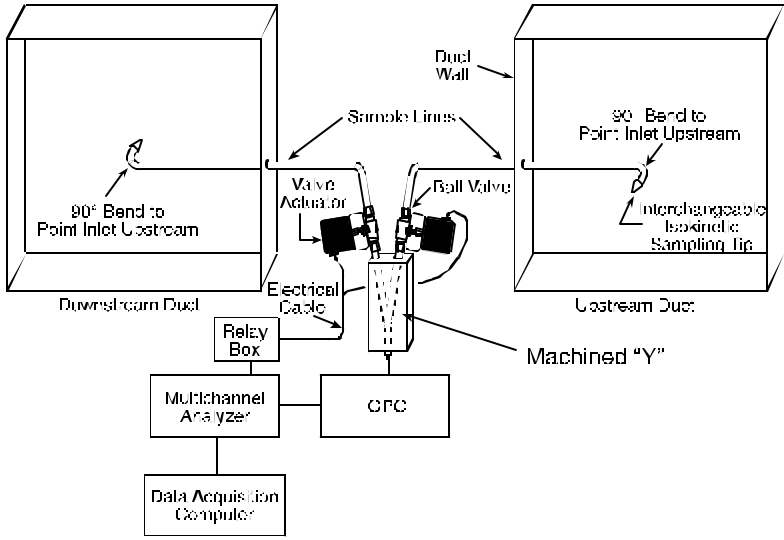 Duct
Wall
Sample Lines
90° Bend to
Point Inlet Upstream
Valve
Actuator
Ball Valve
90° Bend to
Point Inlet Upstream
Interchangeable
Isokinetic
Sampling Tip
Downstream Duct
Electrical
Cable
Upstream Duct
Relay
Box
Machined “Y”
Multichannel
Analyzer
OPC
Data Acquisition
Computer